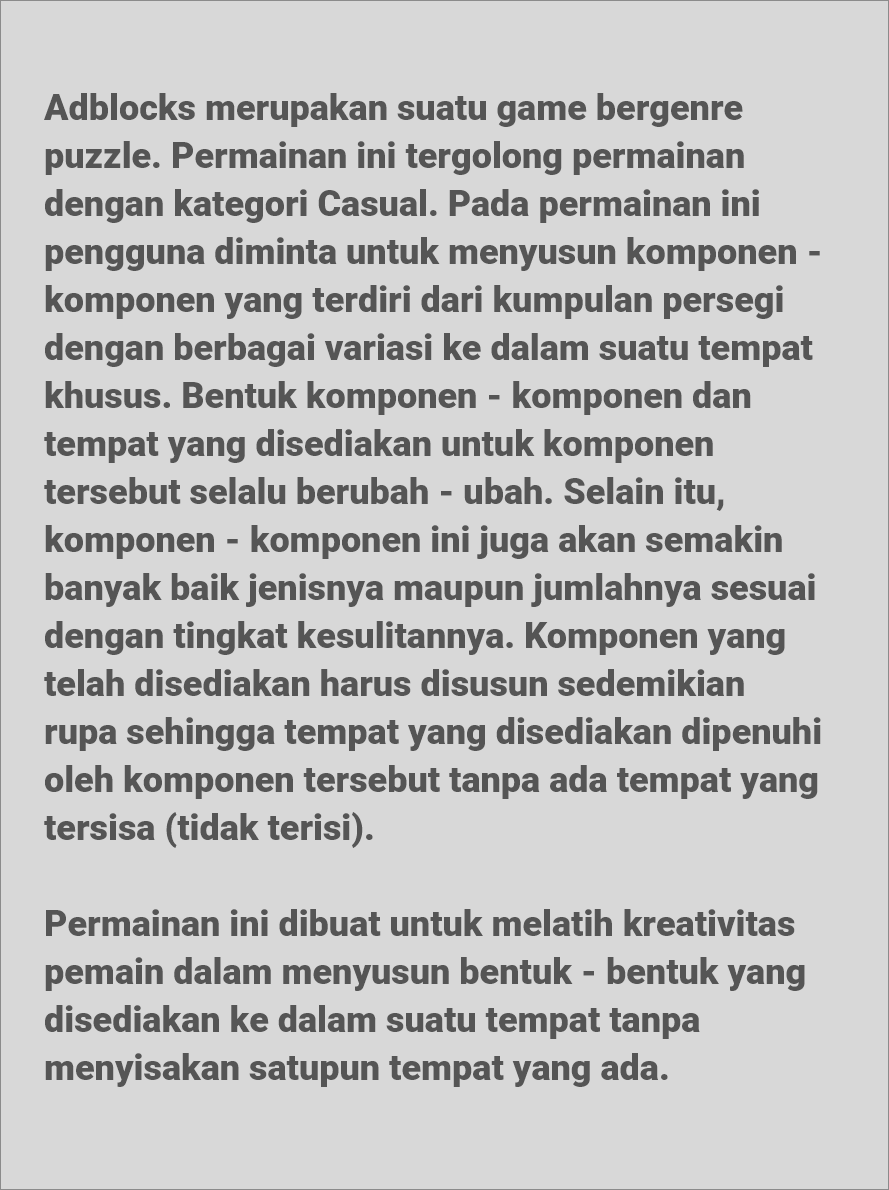 Adblocks merupakan suatu game bergenre
puzzle. Permainan ini tergolong permainan
dengan kategori Casual. Pada permainan ini
pengguna diminta untuk menyusun komponen -
komponen yang terdiri dari kumpulan persegi
dengan berbagai variasi ke dalam suatu tempat
khusus. Bentuk komponen - komponen dan
tempat yang disediakan untuk komponen
tersebut selalu berubah - ubah. Selain itu,
komponen - komponen ini juga akan semakin
banyak baik jenisnya maupun jumlahnya sesuai
dengan tingkat kesulitannya. Komponen yang
telah disediakan harus disusun sedemikian
rupa sehingga tempat yang disediakan dipenuhi
oleh komponen tersebut tanpa ada tempat yang
tersisa (tidak terisi).
Permainan ini dibuat untuk melatih kreativitas
pemain dalam menyusun bentuk - bentuk yang
disediakan ke dalam suatu tempat tanpa
menyisakan satupun tempat yang ada.